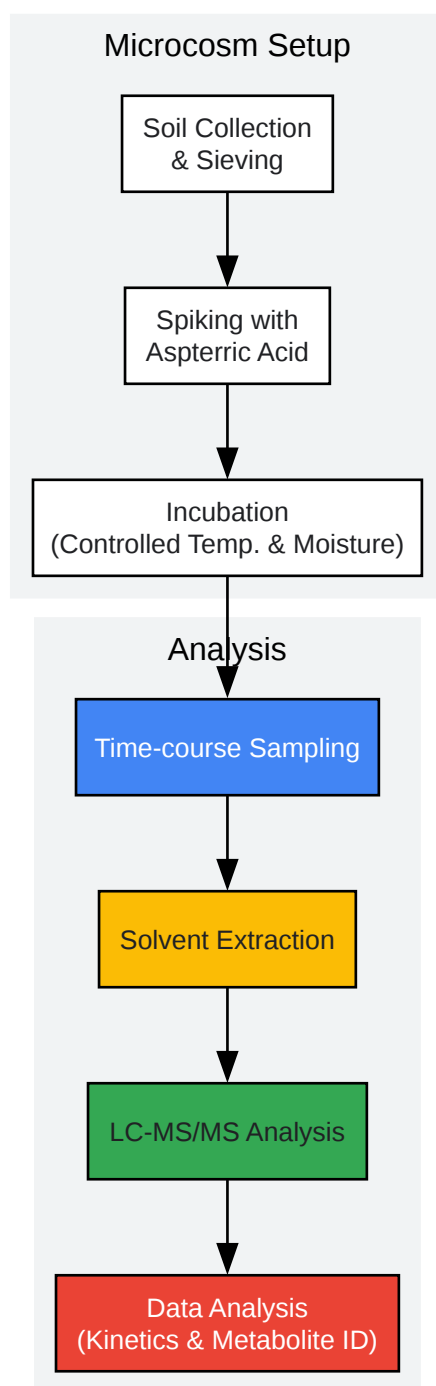 Microcosm Setup
Soil Collection
& Sieving
Spiking with
Aspterric Acid
Incubation
(Controlled Temp. & Moisture)
Analysis
Time-course Sampling
Solvent Extraction
LC-MS/MS Analysis
Data Analysis
(Kinetics & Metabolite ID)